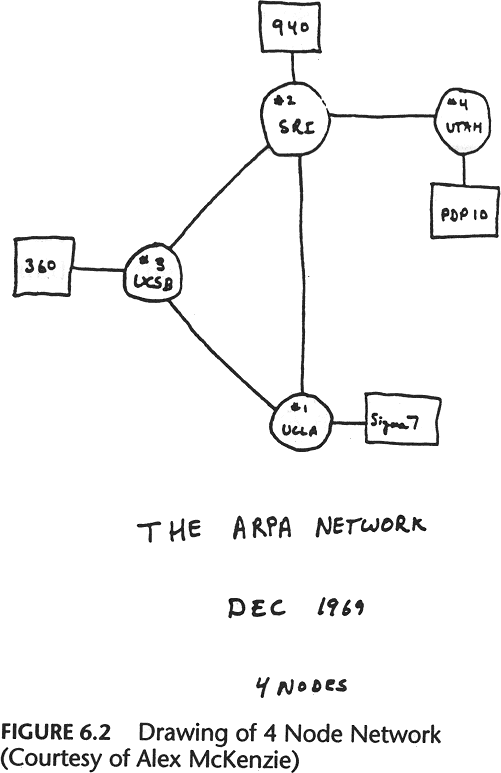 940
#2
SRI
#4
UTAH
PDP 10
360
#3
UCSB
#1
UCLA
Sigma 7
THE ARPA NETWORK
DEC 1969
4 NODES
FIGURE 6.2 Drawing of 4 Node Network
(Courtesy of Alex McKenzie)